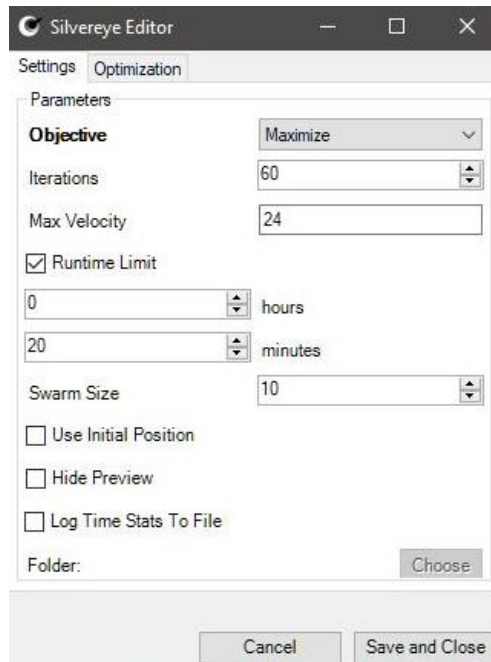 Silvereye Editor
Settings Optimization
Parameters
Objective Maximize
Iterations 60
Max Velocity 24
Runtime Limit
0 hours
20 minutes
Swarm Size 10
Use Initial Position
Hide Preview
Log Time Stats To File
Folder: Choose
Cancel Save and Close